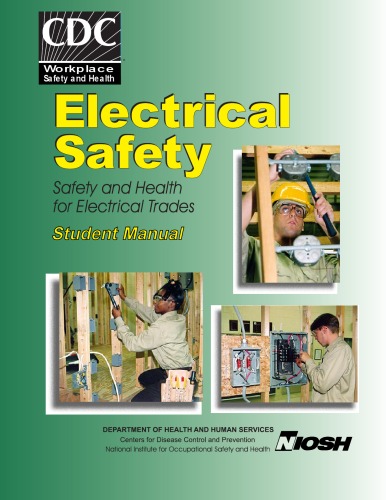 CDC
Workplace
Safety and Health
Electrical
Safety
Safety and Health
for Electrical Trades
Student Manual
DEPARTMENT OF HEALTH AND HUMAN SERVICES
Centers for Disease Control and Prevention
National Institute for Occupational Safety and Health
NIOSH